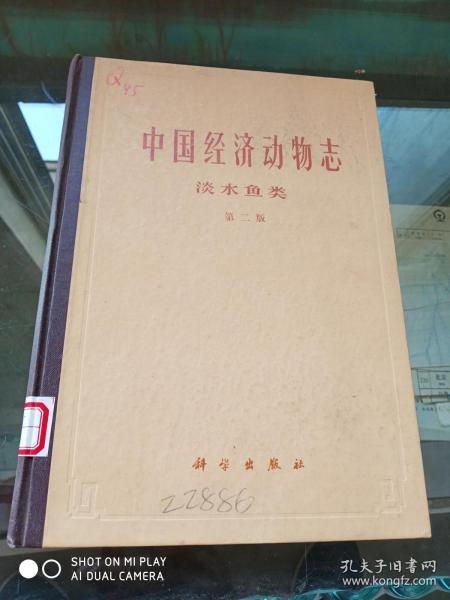 Q
45
中国经济动物志
淡水鱼类
第二版
科学出版社
22886
SHOT ON MI PLAY
AI DUAL CAMERA
孔夫子旧书网
www.kongfz.com